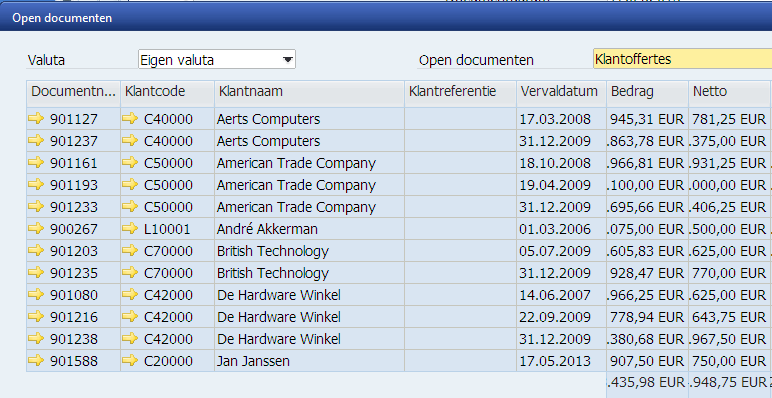 Open documenten
Valuta Eigen valuta Open documenten Klantoffertes
Documentn... Klantcode Klantnaam Klantreferentie Vervaldatum Bedrag Netto
901127 C40000 Aerts Computers 17.03.2008 945,31 EUR 781,25 EUR
901237 C40000 Aerts Computers 31.12.2009 .863,78 EUR .375,00 EUR
901161 C50000 American Trade Company 18.10.2008 .966,81 EUR .931,25 EUR
901193 C50000 American Trade Company 19.04.2009 .100,00 EUR .000,00 EUR
901233 C50000 American Trade Company 31.12.2009 .695,66 EUR .406,25 EUR
900267 L10001 André Akkerman 01.03.2006 .075,00 EUR .500,00 EUR
901203 C70000 British Technology 05.07.2009 .605,83 EUR .625,00 EUR
901235 C70000 British Technology 31.12.2009 928,47 EUR 770,00 EUR
901080 C42000 De Hardware Winkel 14.06.2007 .966,25 EUR .625,00 EUR
901216 C42000 De Hardware Winkel 22.09.2009 778,94 EUR 643,75 EUR
901238 C42000 De Hardware Winkel 31.12.2009 .380,68 EUR .967,50 EUR
901588 C20000 Jan Janssen 17.05.2013 907,50 EUR 750,00 EUR
.435,98 EUR .948,75 EUR